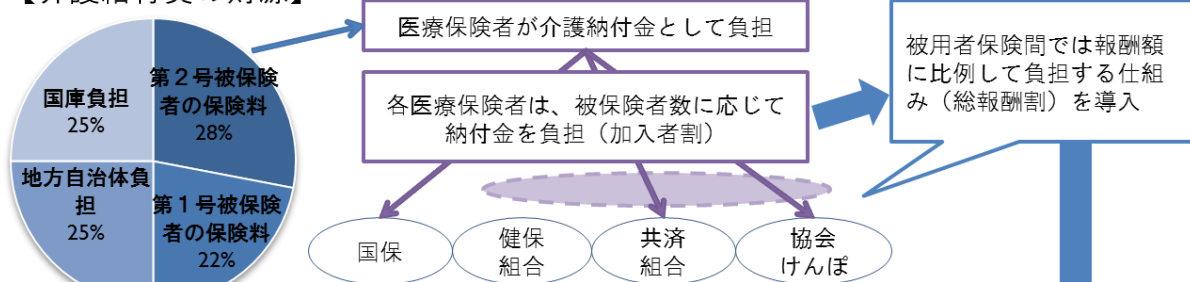 医療保険者が介護納付金として負担
被用者保険間では報酬額
に比例して負担する仕組
み（総報酬割）を導入
第２号被保険
者の保険料
28%
国庫負担
25%
各医療保険者は、被保険者数に応じて
納付金を負担（加入者割）
地方自治体負
担
25%
第１号被保険
者の保険料
22%
国保
健保
組合
共済
組合
協会
けんぽ